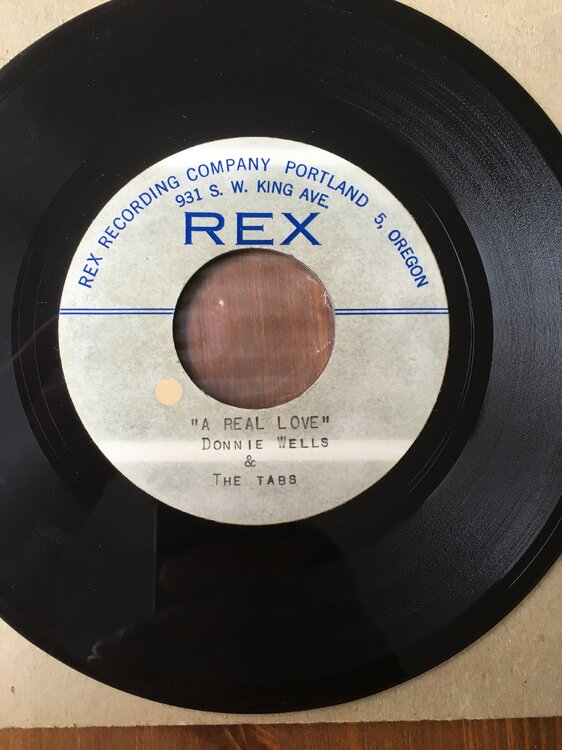 REX RECORDING COMPANY PORTLAND 5, OREGON
931 S. W. KING AVE.
REX
"A REAL LOVE"
DONNIE WELLS
&
THE TABS